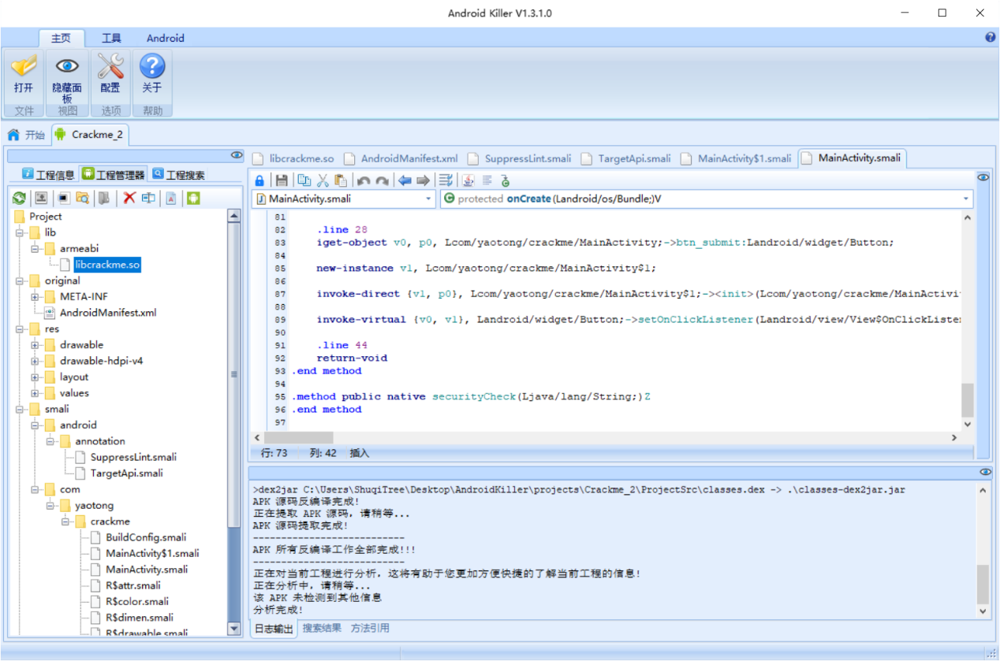 Android Killer V1.3.1.0
主页 工具 Android
打开 隐藏面板 配置 关于
文件 视图 选项 帮助
开始 Crackme_2
工程信息 工程管理器 工程搜索
Project
lib
armeabi
libcrackme.so
original
META-INF
AndroidManifest.xml
res
drawable
drawable-hdpi-v4
layout
values
smali
android
annotation
SuppressLint.smali
TargetApi.smali
com
yaotong
crackme
BuildConfig.smali
MainActivity$1.smali
MainActivity.smali
R$attr.smali
R$color.smali
R$dimen.smali
R$drawable.smali
libcrackme.so AndroidManifest.xml SuppressLint.smali TargetApi.smali MainActivity$1.smali MainActivity.smali
MainActivity.smali protected onCreate(Landroid/os/Bundle;)V
81
82 .line 28
83 iget-object v0, p0, Lcom/yaotong/crackme/MainActivity;->btn_submit:Landroid/widget/Button;
84
85 new-instance v1, Lcom/yaotong/crackme/MainActivity$1;
86
87 invoke-direct {v1, p0}, Lcom/yaotong/crackme/MainActivity$1;-><init>(Lcom/yaotong/crackme/MainActivi
88
89 invoke-virtual {v0, v1}, Landroid/widget/Button;->setOnClickListener(Landroid/view/View$OnClickListe
90
91 .line 44
92 return-void
93 .end method
94
95 .method public native securityCheck(Ljava/lang/String;)Z
96 .end method
97
行: 73 列: 42 插入
>dex2jar C:\Users\ShuqiTree\Desktop\AndroidKiller\projects\Crackme_2\ProjectSrc\classes.dex -> .\classes-dex2jar.jar
APK 源码反编译完成!
正在提取 APK 源码, 请稍等...
APK 源码提取完成!
--------------------------
APK 所有反编译工作全部完成!!!
--------------------------
正在对当前工程进行分析, 这将有助于您更加方便快捷的了解当前工程的信息!
正在分析中, 请稍等...
该 APK 未检测到其他信息
分析完成!
日志输出 搜索结果 方法引用